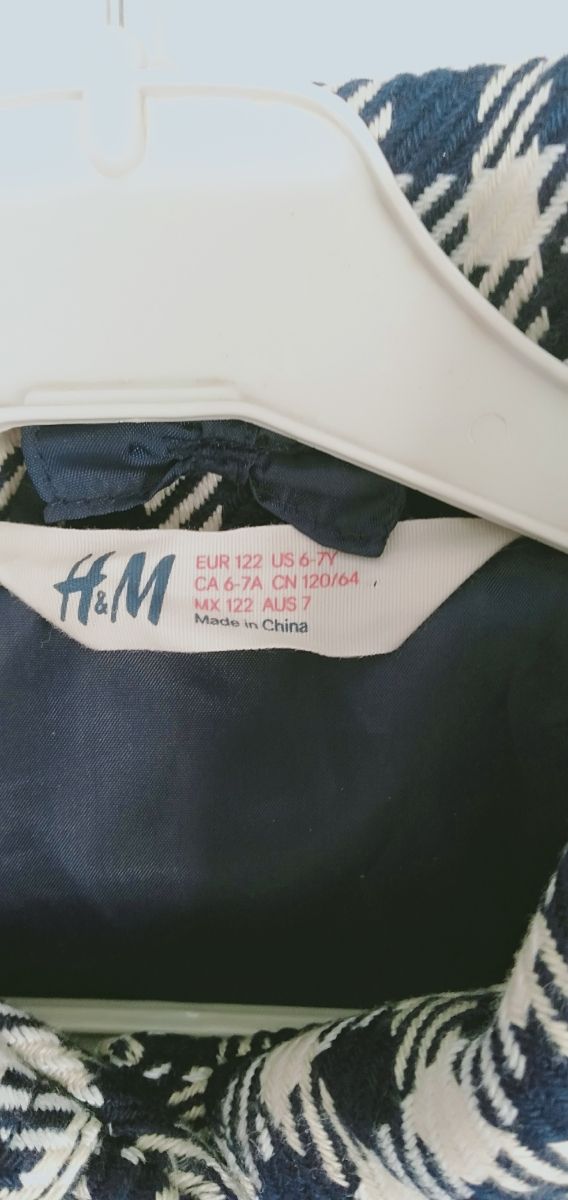 H&M
EUR 122 US 6-7Y
CA 6-7A CN 120/64
MX 122 AUS 7
Made in China